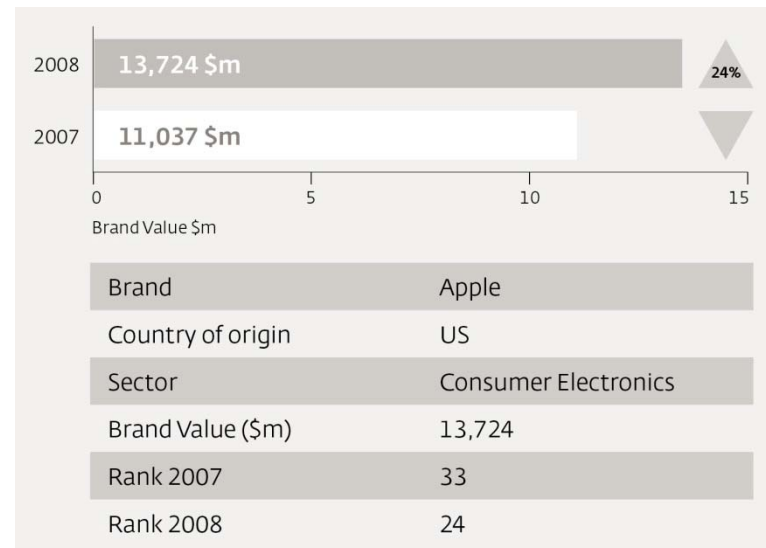 2008 13,724 $m 24%
2007 11,037 $m
0 5 10 15
Brand Value $m
Brand Apple
Country of origin US
Sector Consumer Electronics
Brand Value ($m) 13,724
Rank 2007 33
Rank 2008 24